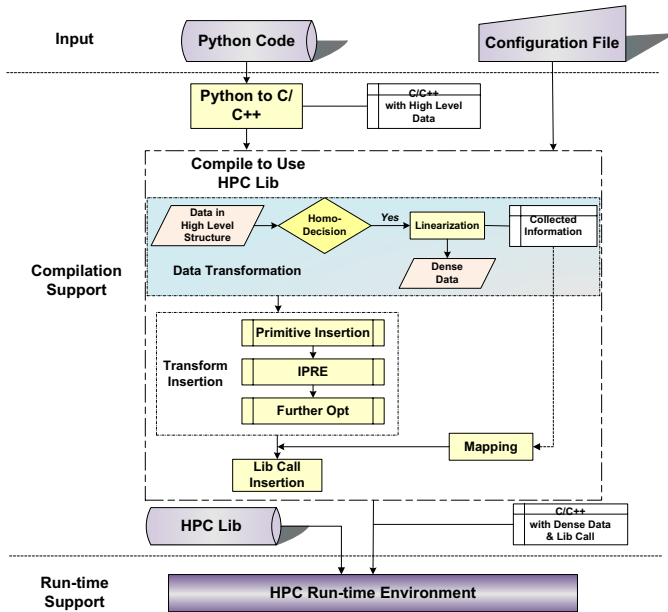 Input
Python Code
Configuration File
Python to C/
C++
C/C++
with High Level
Data
Compile to Use
HPC Lib
Data in
High Level
Structure
Homo-
Decision
Yes
Linearization
Collected
Information
Data Transformation
Dense
Data
Compilation
Support
Primitive Insertion
Transform
Insertion
IPRE
Further Opt
Mapping
Lib Call
Insertion
HPC Lib
C/C++
with Dense Data
& Lib Call
Run-time
Support
HPC Run-time Environment